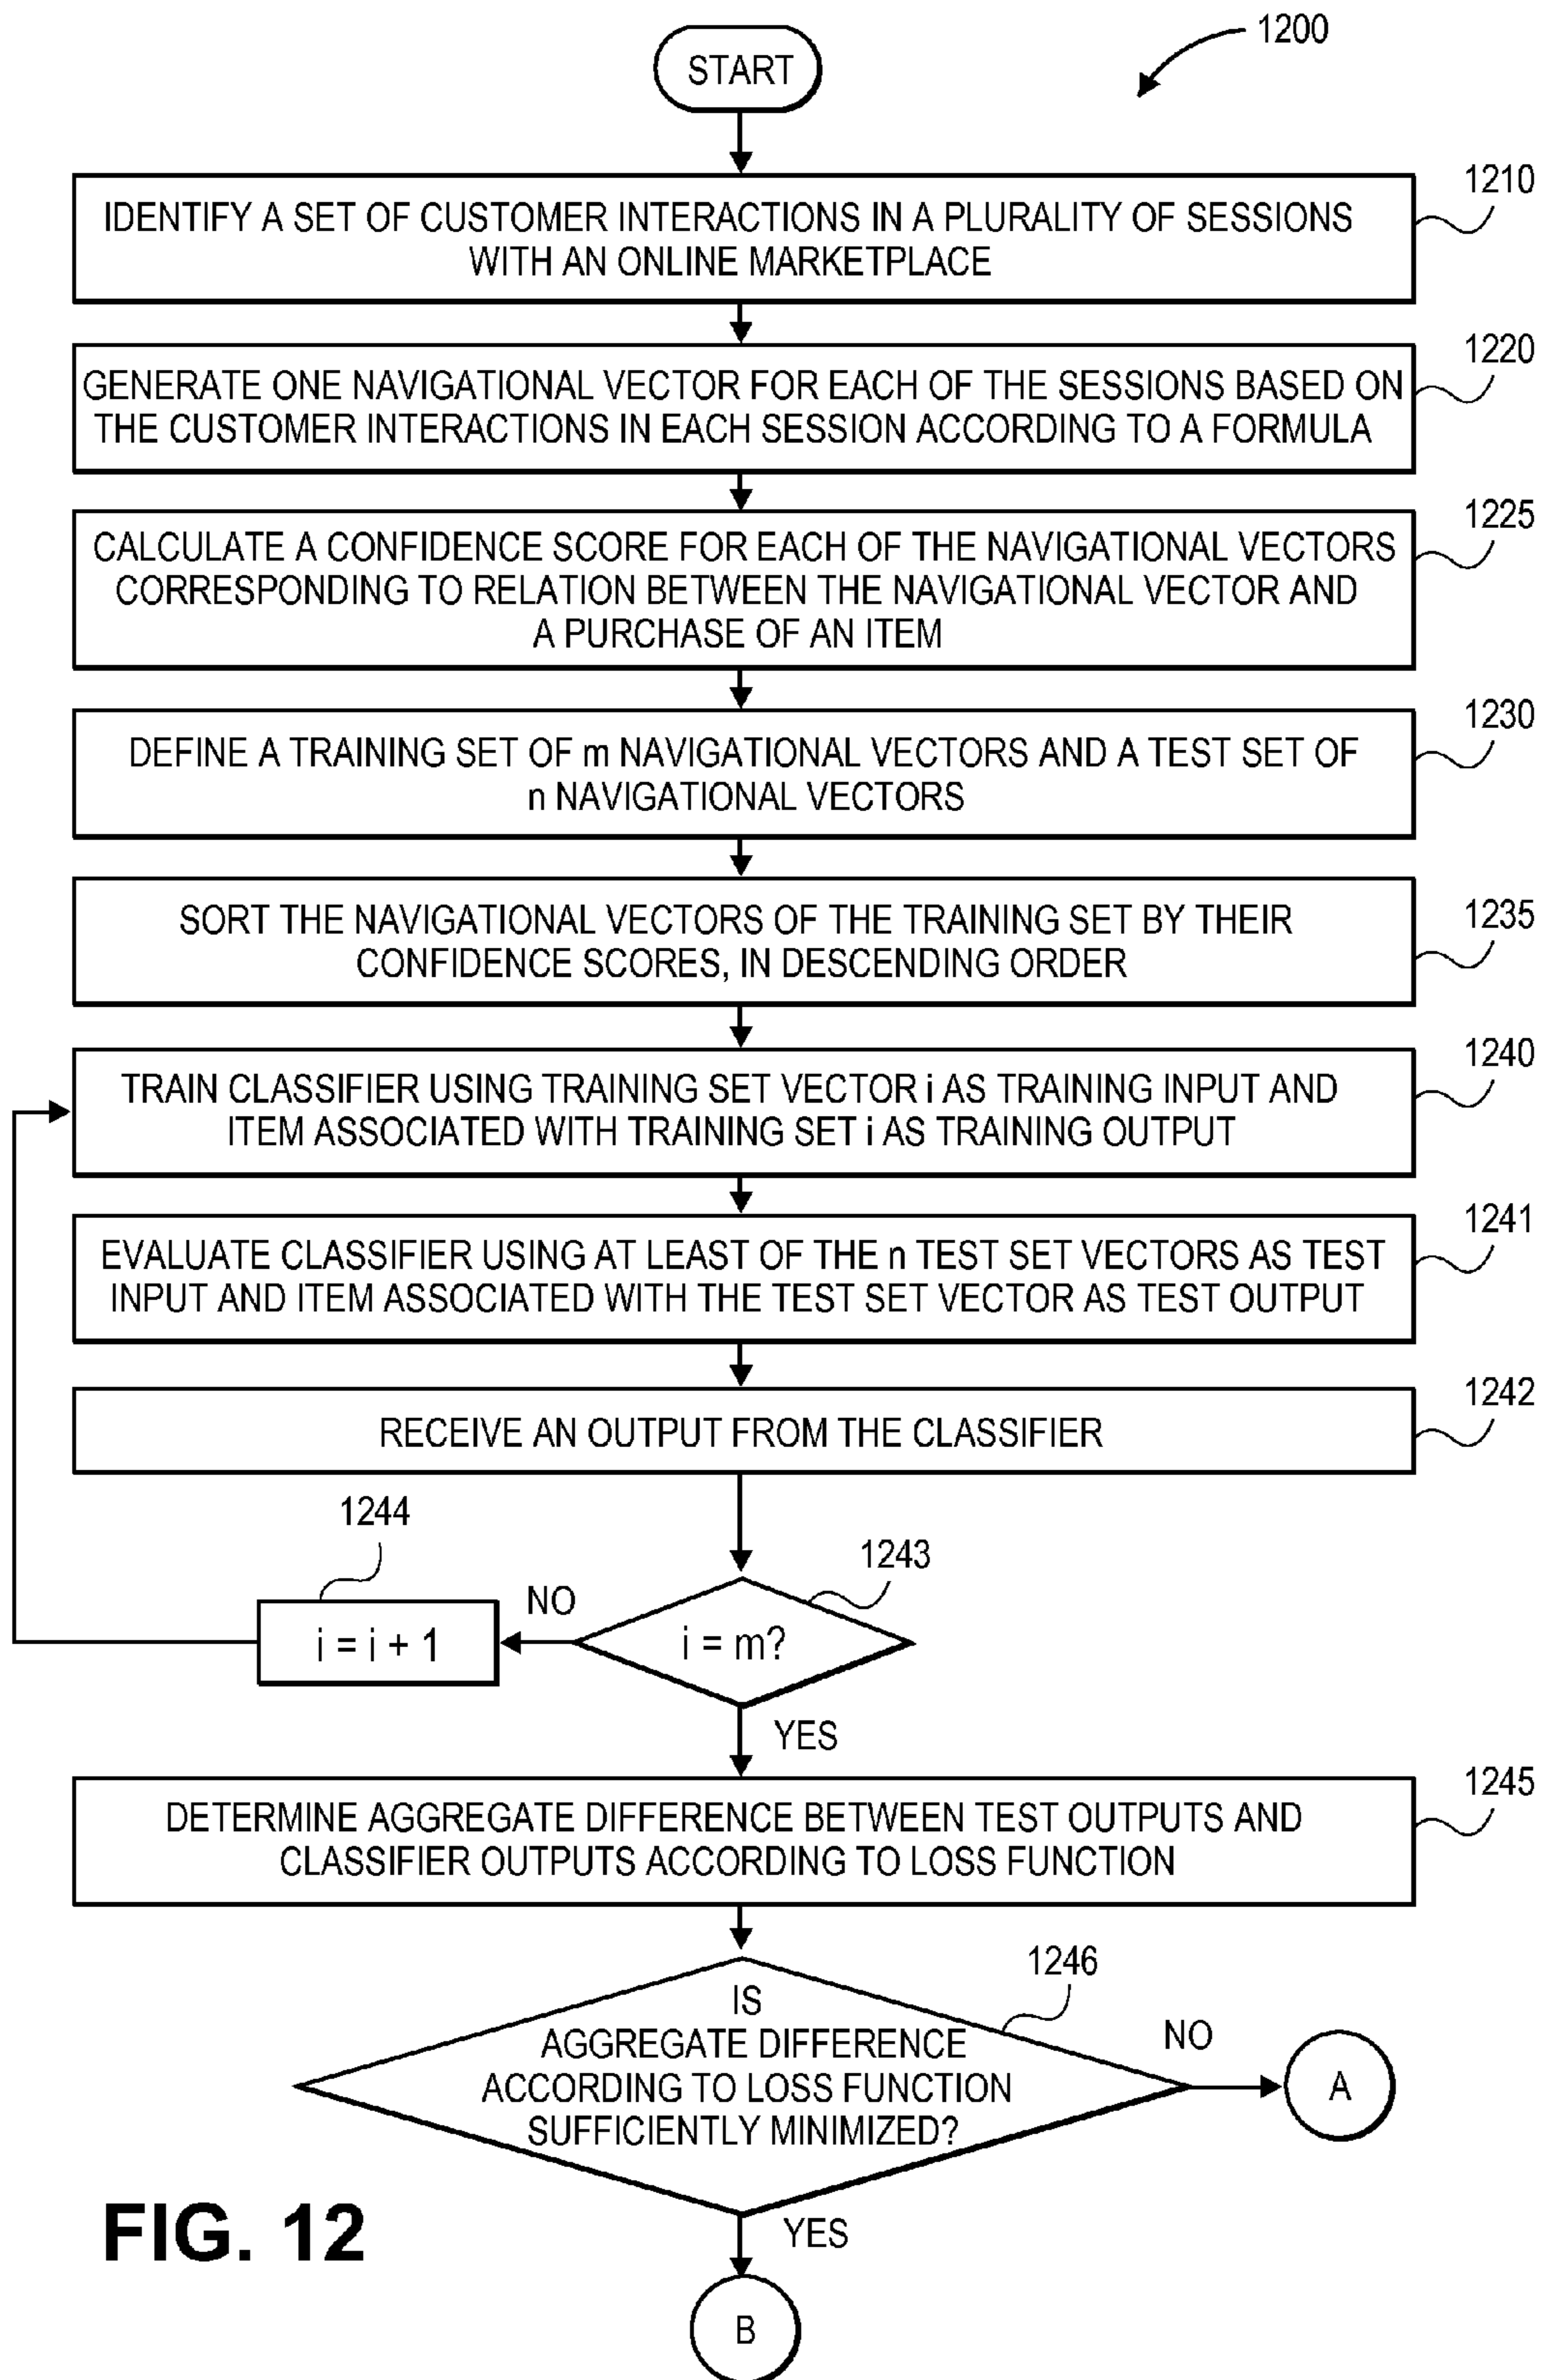 1200
START
1210
IDENTIFY A SET OF CUSTOMER INTERACTIONS IN A PLURALITY OF SESSIONS
WITH AN ONLINE MARKETPLACE
1220
GENERATE ONE NAVIGATIONAL VECTOR FOR EACH OF THE SESSIONS BASED ON
THE CUSTOMER INTERACTIONS IN EACH SESSION ACCORDING TO A FORMULA
1225
CALCULATE A CONFIDENCE SCORE FOR EACH OF THE NAVIGATIONAL VECTORS
CORRESPONDING TO RELATION BETWEEN THE NAVIGATIONAL VECTOR AND
A PURCHASE OF AN ITEM
1230
DEFINE A TRAINING SET OF m NAVIGATIONAL VECTORS AND A TEST SET OF
n NAVIGATIONAL VECTORS
1235
SORT THE NAVIGATIONAL VECTORS OF THE TRAINING SET BY THEIR
CONFIDENCE SCORES, IN DESCENDING ORDER
1240
TRAIN CLASSIFIER USING TRAINING SET VECTOR i AS TRAINING INPUT AND
ITEM ASSOCIATED WITH TRAINING SET i AS TRAINING OUTPUT
1241
EVALUATE CLASSIFIER USING AT LEAST OF THE n TEST SET VECTORS AS TEST
INPUT AND ITEM ASSOCIATED WITH THE TEST SET VECTOR AS TEST OUTPUT
1242
RECEIVE AN OUTPUT FROM THE CLASSIFIER
1244
1243
NO
i = i + 1
i = m?
YES
1245
DETERMINE AGGREGATE DIFFERENCE BETWEEN TEST OUTPUTS AND
CLASSIFIER OUTPUTS ACCORDING TO LOSS FUNCTION
1246
IS
AGGREGATE DIFFERENCE
ACCORDING TO LOSS FUNCTION
SUFFICIENTLY MINIMIZED?
NO
A
YES
B
FIG. 12